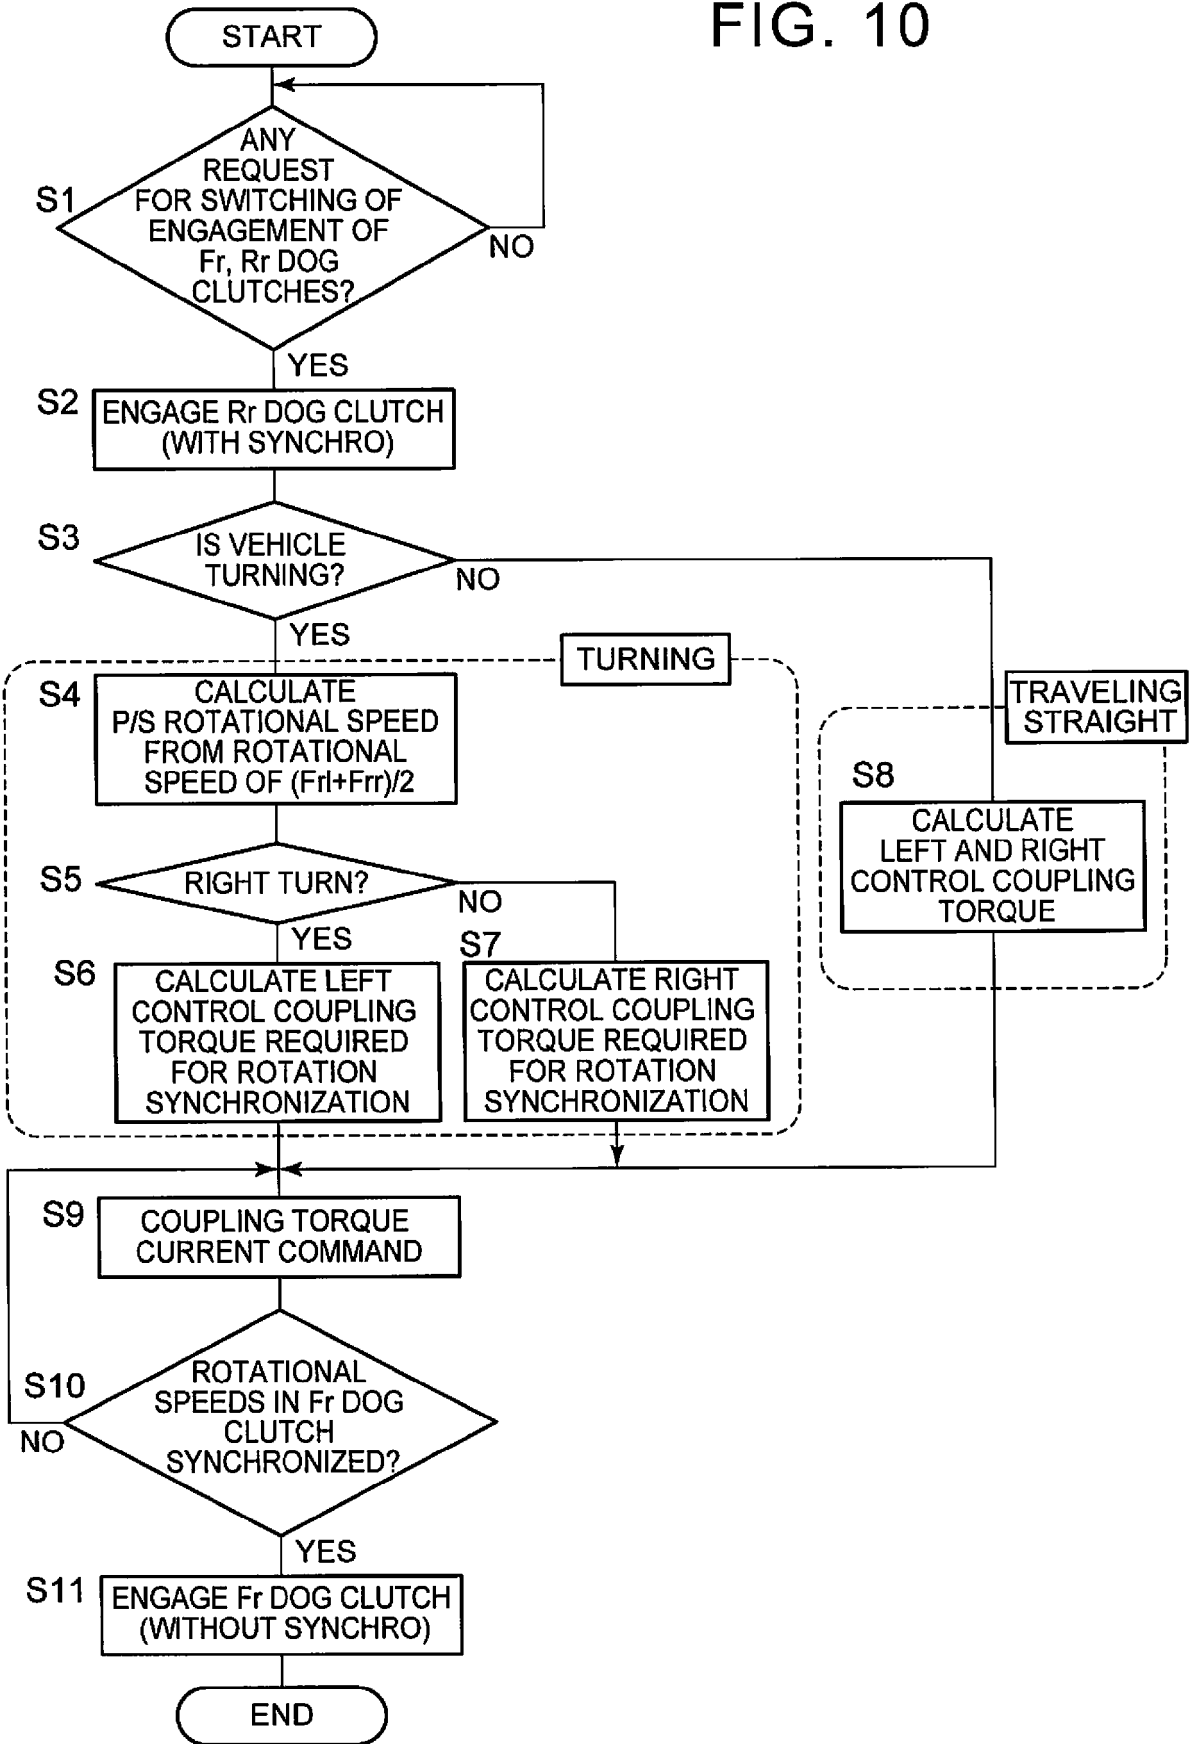 FIG. 10
START
S1
ANY
REQUEST
FOR SWITCHING OF
ENGAGEMENT OF
Fr, Rr DOG
CLUTCHES?
NO
YES
S2
ENGAGE Rr DOG CLUTCH
(WITH SYNCHRO)
S3
IS VEHICLE
TURNING?
NO
YES
TURNING
S4
CALCULATE
P/S ROTATIONAL SPEED
FROM ROTATIONAL
SPEED OF (Frl+Frr)/2
TRAVELING
STRAIGHT
S8
CALCULATE
LEFT AND RIGHT
CONTROL COUPLING
TORQUE
S5
RIGHT TURN?
NO
YES
S6
CALCULATE LEFT
CONTROL COUPLING
TORQUE REQUIRED
FOR ROTATION
SYNCHRONIZATION
S7
CALCULATE RIGHT
CONTROL COUPLING
TORQUE REQUIRED
FOR ROTATION
SYNCHRONIZATION
S9
COUPLING TORQUE
CURRENT COMMAND
S10
ROTATIONAL
SPEEDS IN Fr DOG
CLUTCH
SYNCHRONIZED?
NO
YES
S11
ENGAGE Fr DOG CLUTCH
(WITHOUT SYNCHRO)
END